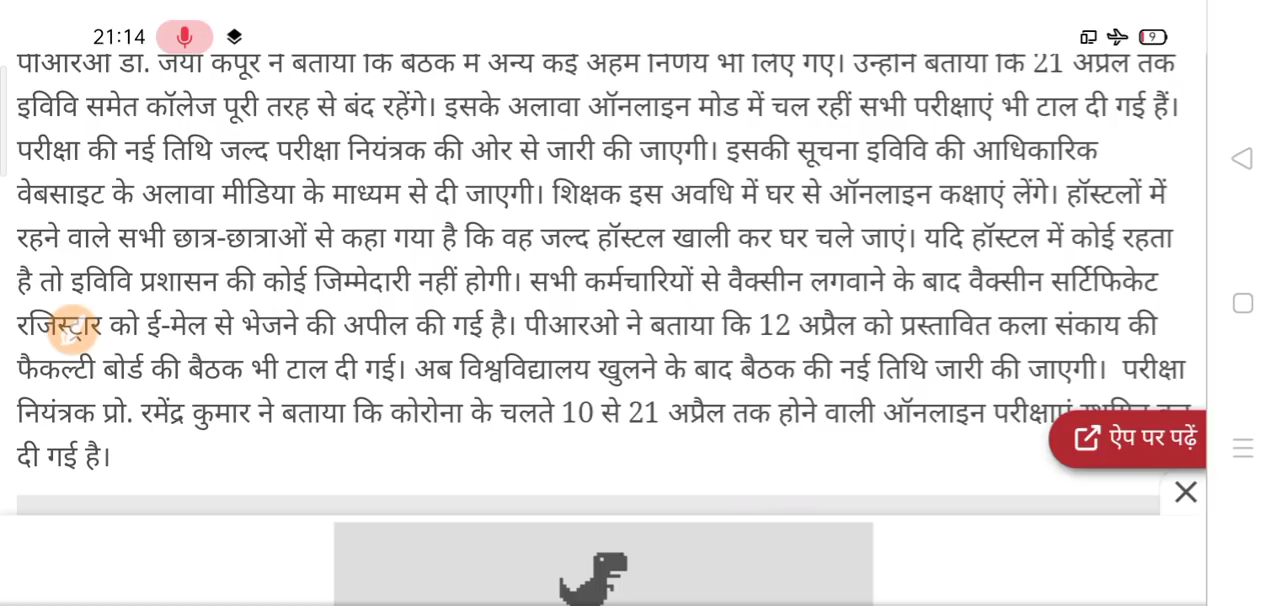 21:14
9
पीआरओ डॉ. जया कपूर ने बताया कि बैठक में अन्य कई अहम निर्णय भी लिए गए। उन्होंने बताया कि 21 अप्रैल तक
इविवि समेत कॉलेज पूरी तरह से बंद रहेंगे। इसके अलावा ऑनलाइन मोड में चल रहीं सभी परीक्षाएं भी टाल दी गई हैं।
परीक्षा की नई तिथि जल्द परीक्षा नियंत्रक की ओर से जारी की जाएगी। इसकी सूचना इविवि की आधिकारिक
वेबसाइट के अलावा मीडिया के माध्यम से दी जाएगी। शिक्षक इस अवधि में घर से ऑनलाइन कक्षाएं लेंगे। हॉस्टलों में
रहने वाले सभी छात्र-छात्राओं से कहा गया है कि वह जल्द हॉस्टल खाली कर घर चले जाएं। यदि हॉस्टल में कोई रहता
है तो इविवि प्रशासन की कोई जिम्मेदारी नहीं होगी। सभी कर्मचारियों से वैक्सीन लगवाने के बाद वैक्सीन सर्टिफिकेट
रजिस्ट्रार को ई-मेल से भेजने की अपील की गई है। पीआरओ ने बताया कि 12 अप्रैल को प्रस्तावित कला संकाय की
फैकल्टी बोर्ड की बैठक भी टाल दी गई। अब विश्वविद्यालय खुलने के बाद बैठक की नई तिथि जारी की जाएगी। परीक्षा
नियंत्रक प्रो. रमेंद्र कुमार ने बताया कि कोरोना के चलते 10 से 21 अप्रैल तक होने वाली ऑनलाइन परीक्षाएं
दी गई है।
ऐप पर पढ़ें